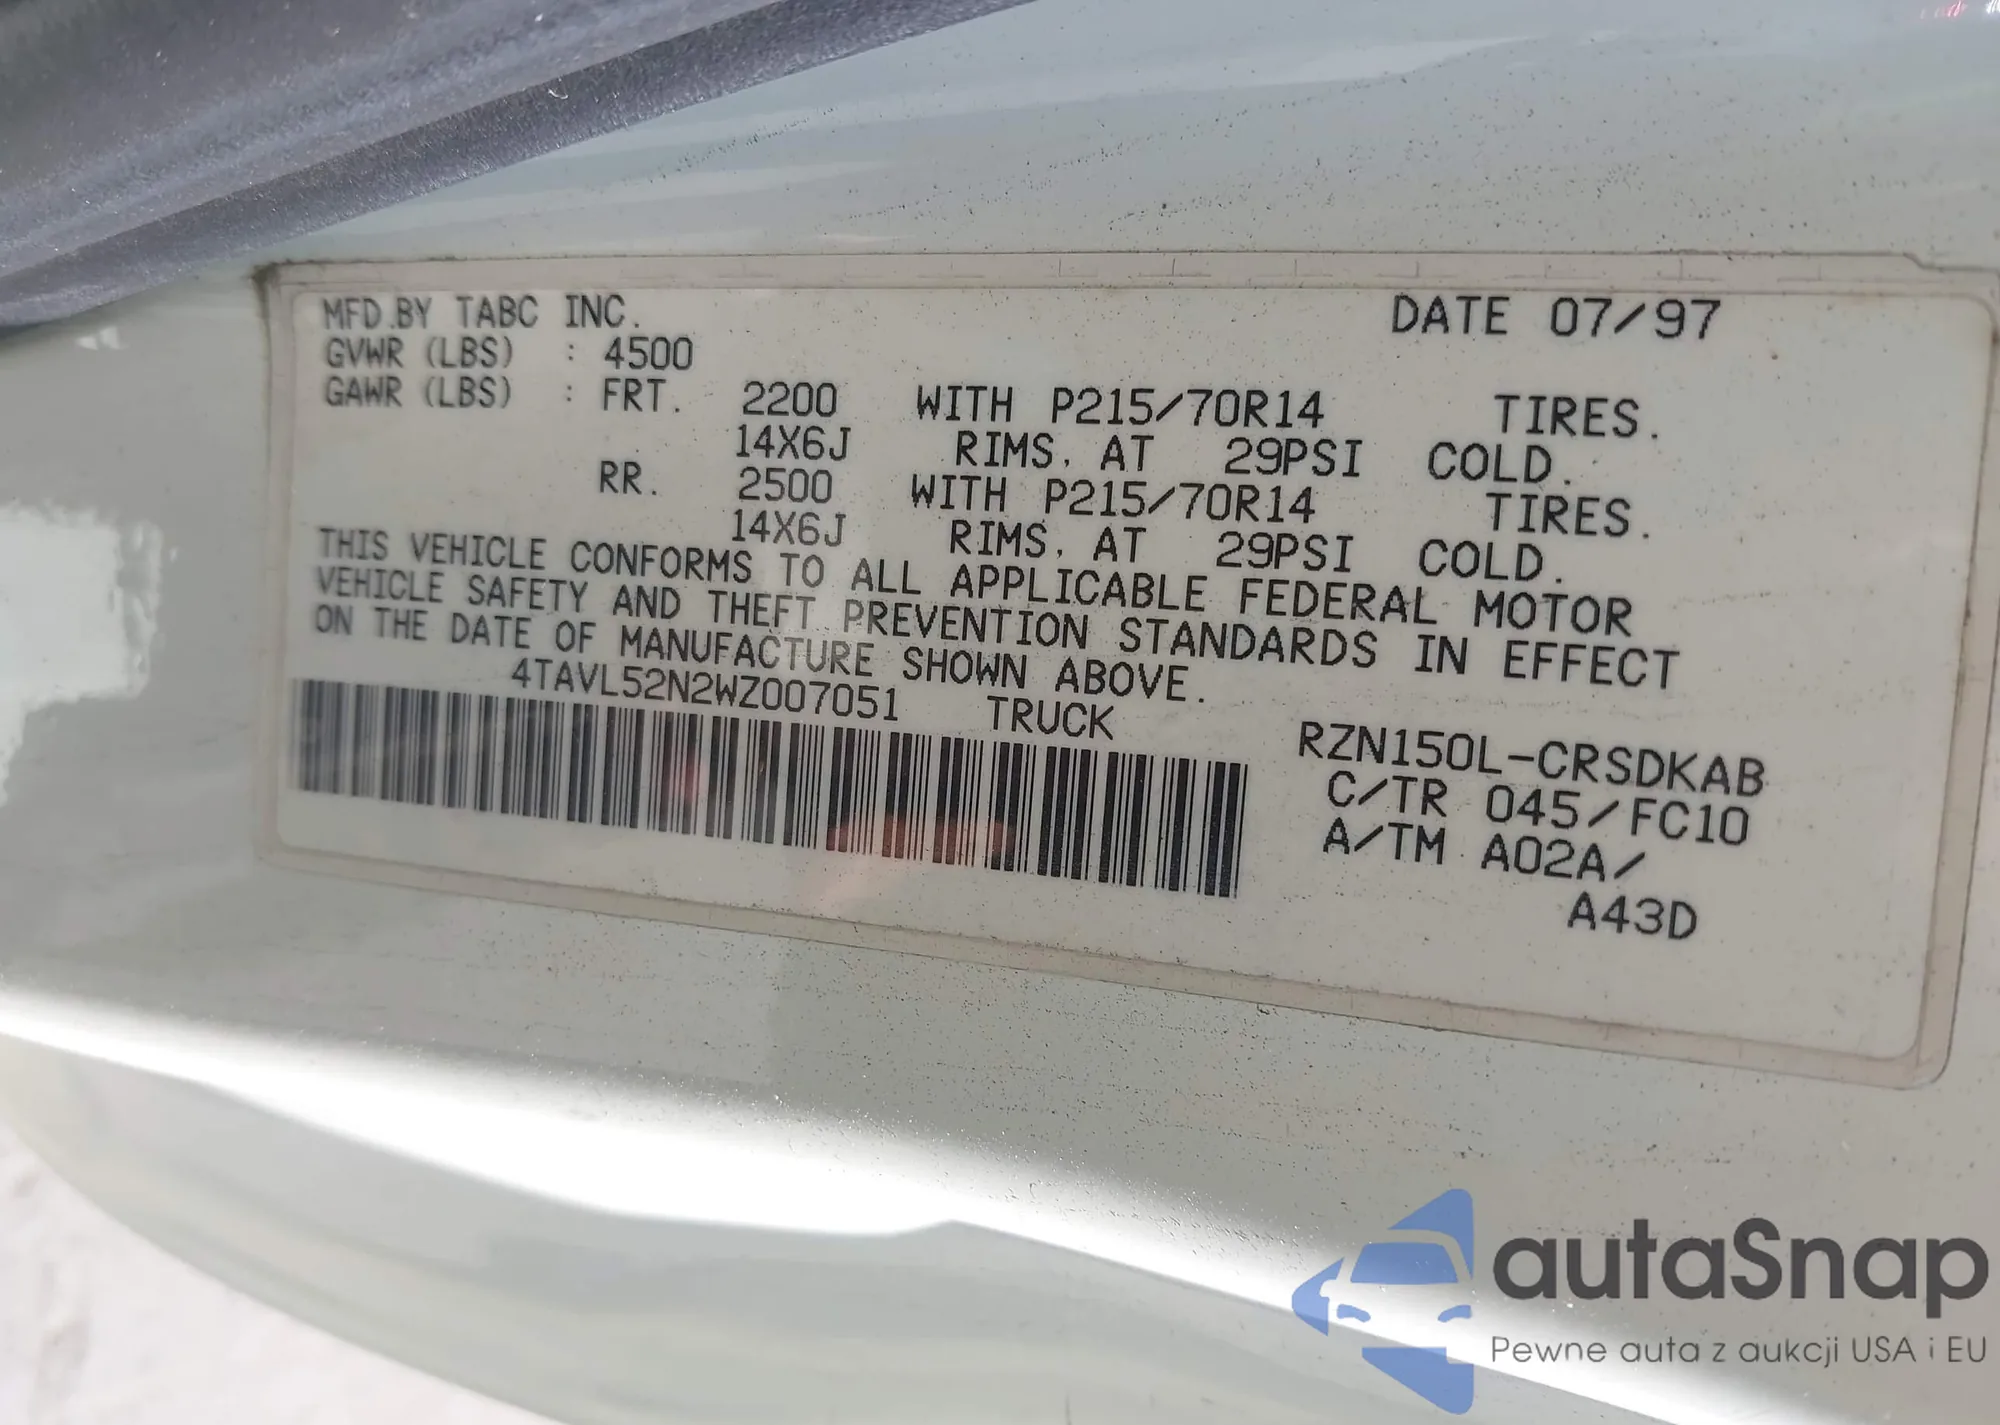 MFD.BY TABC INC. DATE 07/97
GVWR (LBS) : 4500
GAWR (LBS) : FRT. 2200 WITH P215/70R14 TIRES.
14X6J RIMS, AT 29PSI COLD.
RR. 2500 WITH P215/70R14 TIRES.
14X6J RIMS, AT 29PSI COLD.
THIS VEHICLE CONFORMS TO ALL APPLICABLE FEDERAL MOTOR
VEHICLE SAFETY AND THEFT PREVENTION STANDARDS IN EFFECT
ON THE DATE OF MANUFACTURE SHOWN ABOVE.
4TAVL52N2WZ007051 TRUCK
RZN150L-CRSDKAB
C/TR 045/FC10
A/TM A02A/
A43D
autaSnap
Pewne auta z aukcji USA i EU